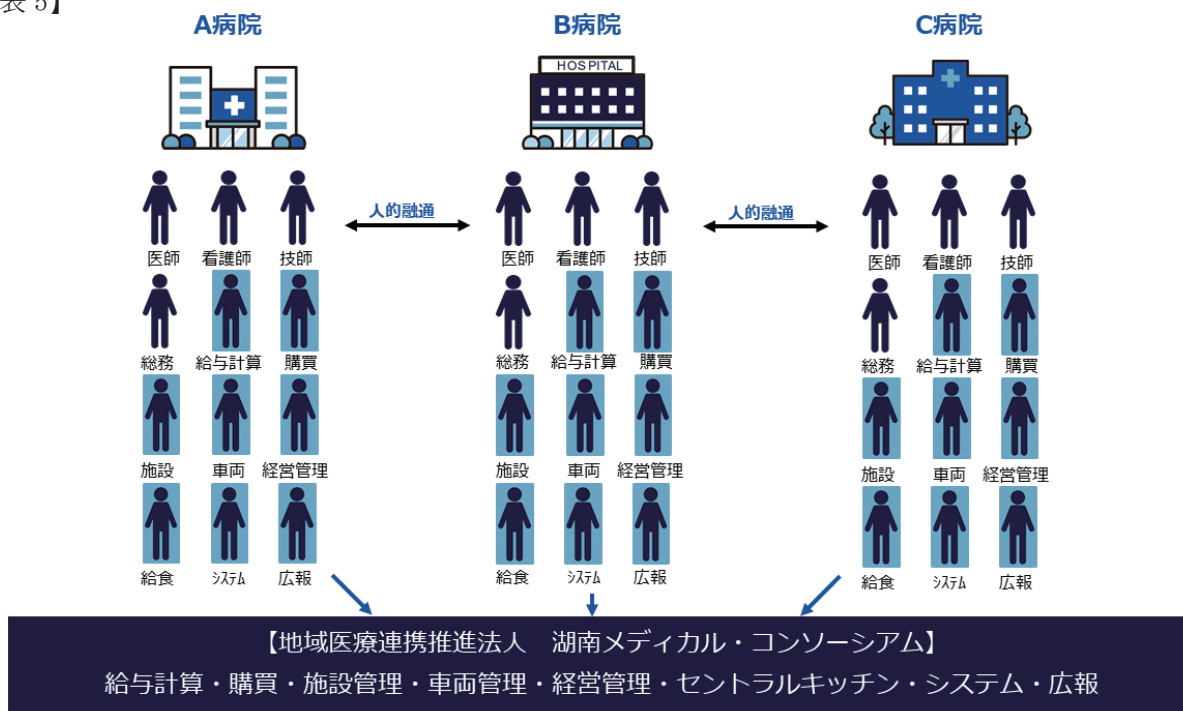 表 5】
A病院 B病院 C病院
HOSPITAL
人的融通 人的融通
医師 看護師 技師 医師 看護師 技師 医師 看護師 技師
総務 給与計算 購買 総務 給与計算 購買 総務 給与計算 購買
施設 車両 経営管理 施設 車両 経営管理 施設 車両 経営管理
給食 ｼｽﾃﾑ 広報 給食 ｼｽﾃﾑ 広報 給食 ｼｽﾃﾑ 広報
【地域医療連携推進法人　湖南メディカル・コンソーシアム】
給与計算・購買・施設管理・車両管理・経営管理・セントラルキッチン・システム・広報